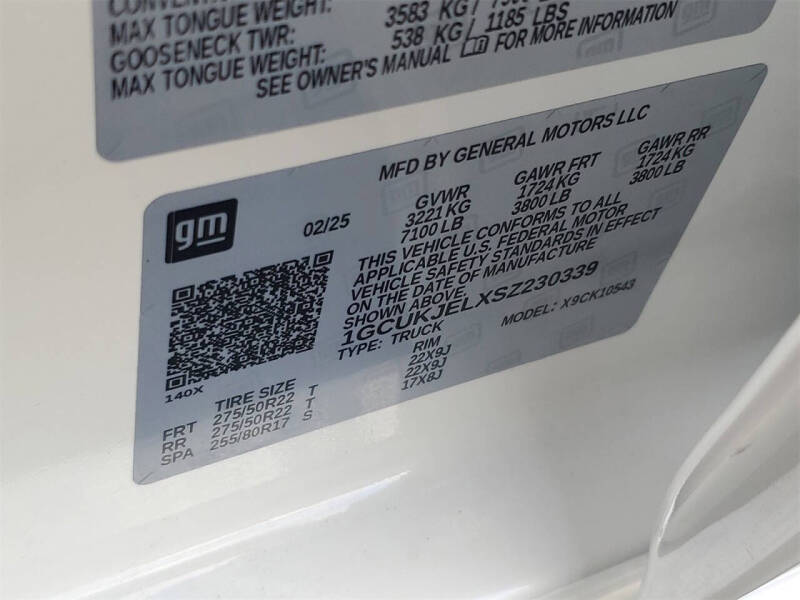 MAX TONGUE WEIGHT: 3583 KG /
GOOSENECK TWR: 538 KG / 1185 LBS
MAX TONGUE WEIGHT:
SEE OWNER'S MANUAL FOR MORE INFORMATION
MFD BY GENERAL MOTORS LLC
gm
02/25
GVWR GAWR FRT GAWR RR
3221 KG 1724 KG 1724 KG
7100 LB 3800 LB 3800 LB
THIS VEHICLE CONFORMS TO ALL
APPLICABLE U.S. FEDERAL MOTOR
VEHICLE SAFETY STANDARDS IN EFFECT
ON THE DATE OF MANUFACTURE
SHOWN ABOVE.
1GCUKJELXSZ230339
TYPE: TRUCK MODEL: X9CK10543
140X
TIRE SIZE RIM
FRT 275/50R22 T 22X9J
RR 275/50R22 T 22X9J
SPA 255/80R17 S 17X8J